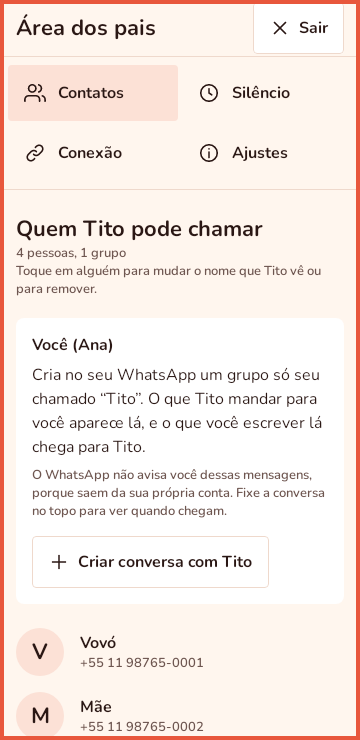 Área dos pais
Sair
Contatos
Silêncio
Conexão
Ajustes
Quem Tito pode chamar
4 pessoas, 1 grupo
Toque em alguém para mudar o nome que Tito vê ou
para remover.
Você (Ana)
Cria no seu WhatsApp um grupo só seu
chamado “Tito”. O que Tito mandar para
você aparece lá, e o que você escrever lá
chega para Tito.
O WhatsApp não avisa você dessas mensagens,
porque saem da sua própria conta. Fixe a conversa
no topo para ver quando chegam.
Criar conversa com Tito
V
Vovó
+55 11 98765-0001
M
Mãe
+55 11 98765-0002